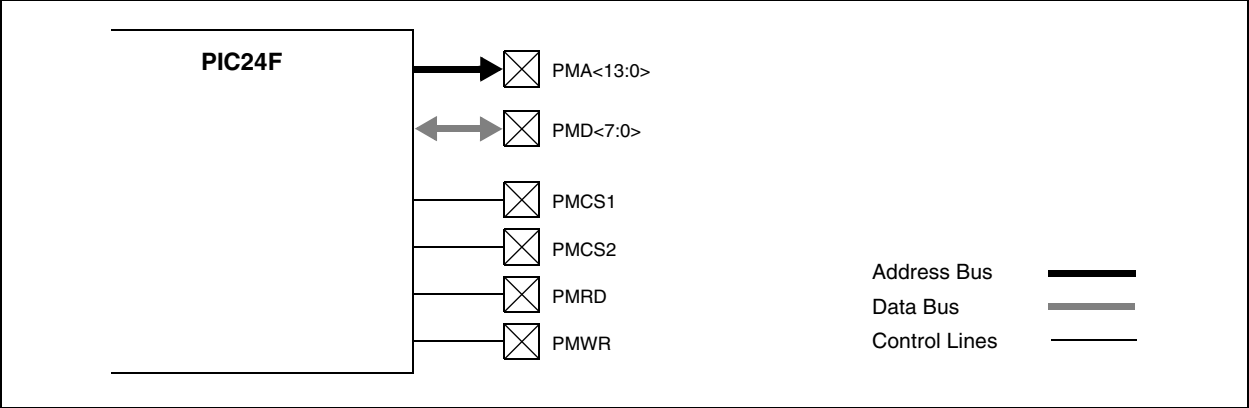 PIC24F
PMA<13:0>
PMD<7:0>
PMCS1
PMCS2
PMRD
PMWR
Address Bus
Data Bus
Control Lines